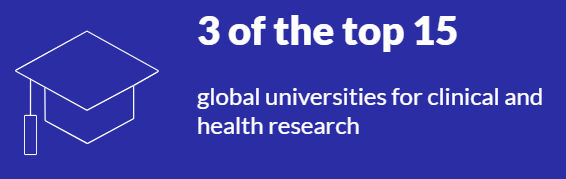 3 of the top 15
global universities for clinical and
health research